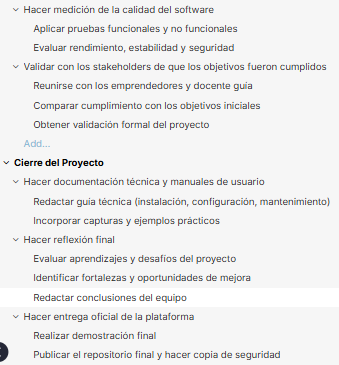 Hacer medición de la calidad del software
Aplicar pruebas funcionales y no funcionales
Evaluar rendimiento, estabilidad y seguridad
Validar con los stakeholders de que los objetivos fueron cumplidos
Reunirse con los emprendedores y docente guía
Comparar cumplimiento con los objetivos iniciales
Obtener validación formal del proyecto
Add...
Cierre del Proyecto
Hacer documentación técnica y manuales de usuario
Redactar guía técnica (instalación, configuración, mantenimiento)
Incorporar capturas y ejemplos prácticos
Hacer reflexión final
Evaluar aprendizajes y desafíos del proyecto
Identificar fortalezas y oportunidades de mejora
Redactar conclusiones del equipo
Hacer entrega oficial de la plataforma
Realizar demostración final
Publicar el repositorio final y hacer copia de seguridad